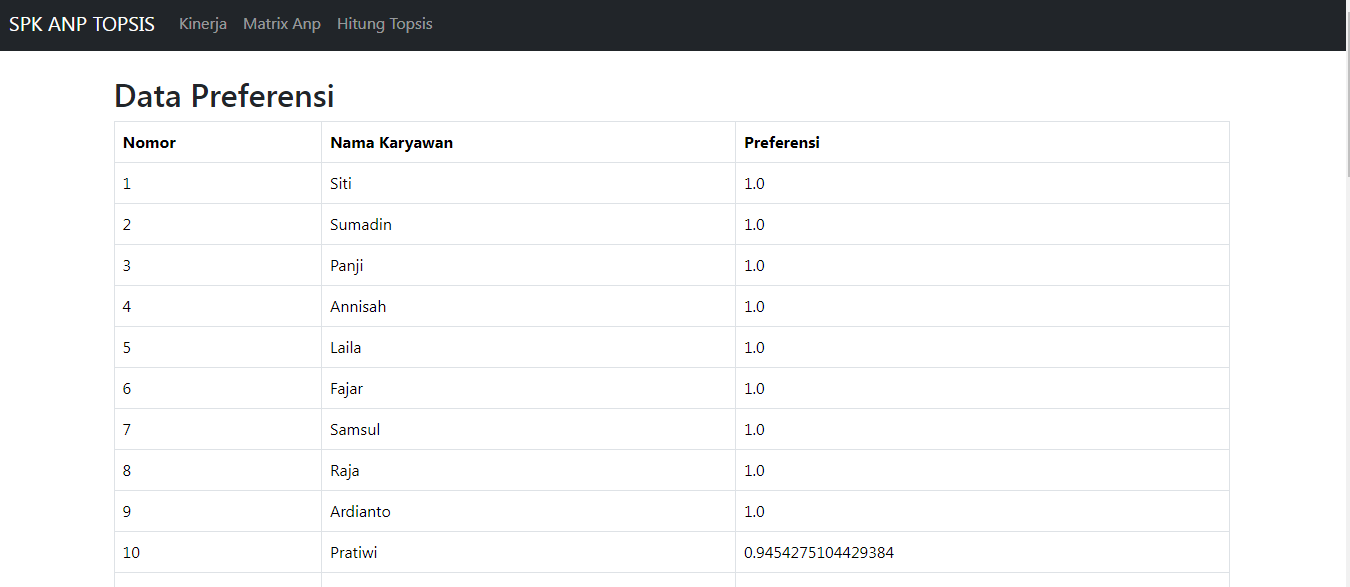 SPK ANP TOPSIS Kinerja Matrix Anp Hitung Topsis
Data Preferensi
Nomor Nama Karyawan Preferensi
1 Siti 1.0
2 Sumadin 1.0
3 Panji 1.0
4 Annisah 1.0
5 Laila 1.0
6 Fajar 1.0
7 Samsul 1.0
8 Raja 1.0
9 Ardianto 1.0
10 Pratiwi 0.9454275104429384